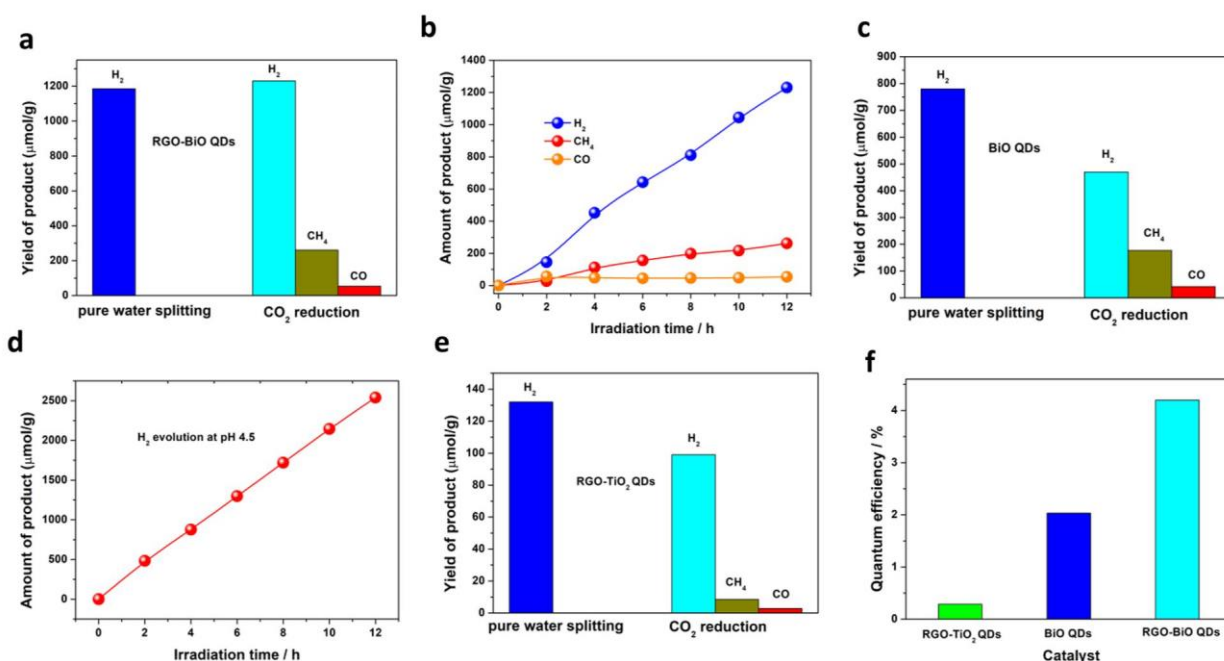 a
Yield of product (μmol/g)
1200
1000
800
600
400
200
0
H2
H2
RGO-BiO QDs
CH4
CO
pure water splitting
CO2 reduction
b
Amount of product (μmol/g)
1400
1200
1000
800
600
400
200
0
H2
CH4
CO
0 2 4 6 8 10 12
Irradiation time / h
c
Yield of product (μmol/g)
900
800
700
600
500
400
300
200
100
0
H2
BiO QDs
H2
CH4
CO
pure water splitting
CO2 reduction
d
Amount of product (μmol/g)
2500
2000
1500
1000
500
0
H2 evolution at pH 4.5
0 2 4 6 8 10 12
Irradiation time / h
e
Yield of product (μmol/g)
140
120
100
80
60
40
20
0
H2
H2
RGO-TiO2 QDs
CH4
CO
pure water splitting
CO2 reduction
f
Quantum efficiency / %
4
3
2
1
0
RGO-TiO2 QDs
BiO QDs
RGO-BiO QDs
Catalyst